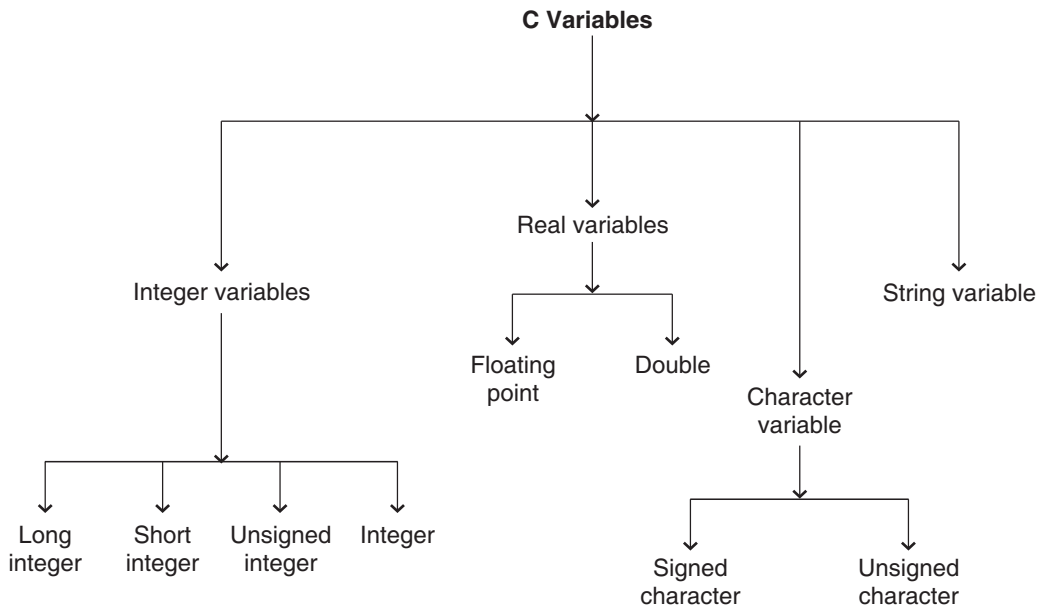 C Variables
Real variables
Integer variables
String variable
Floating
point
Double
Character
variable
Long
integer
Short
integer
Unsigned
integer
Integer
Signed
character
Unsigned
character